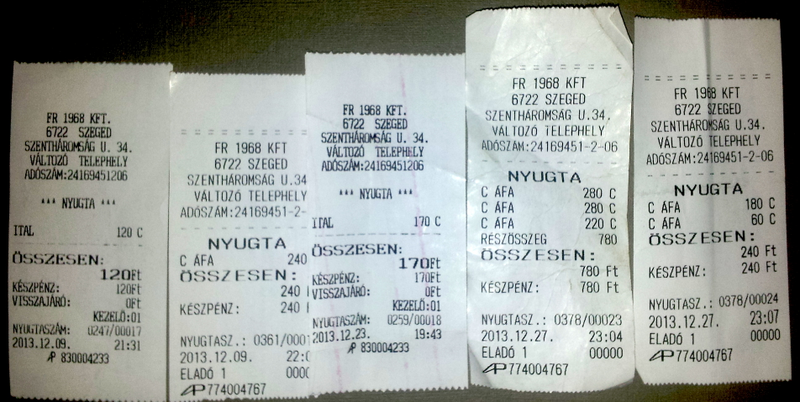 FR 1968 KFT.
6722 SZEGED
SZENTHÁROMSÁG U. 34.
VÁLTOZÓ TELEPHELY
ADÓSZÁM:24169451206
*** NYUGTA ***
ITAL 120 C
ÖSSZESEN:
120Ft
KÉSZPÉNZ: 120Ft
VISSZAJÁRÓ: 0Ft
KEZELŐ:01
NYUGTASZÁM: 0247/00017
2013.12.09. 21:31
AP 830004233
FR 1968 KFT
6722 SZEGED
SZENTHÁROMSÁG U.34
VÁLTOZÓ TELEPHELY
ADÓSZÁM:24169451-2-
NYUGTA
C ÁFA 240
ÖSSZESEN:
240
KÉSZPÉNZ: 240
NYUGTASZ.: 0361/000
2013.12.09. 22:
ELADÓ 1 000
AP774004767
FR 1968 KFT.
6722 SZEGED
SZENTHÁROMSÁG U. 34.
VÁLTOZÓ TELEPHELY
ADÓSZÁM:24169451206
*** NYUGTA ***
ITAL 170 C
ÖSSZESEN:
170Ft
KÉSZPÉNZ: 170Ft
VISSZAJÁRÓ: 0Ft
KEZELŐ:01
NYUGTASZÁM: 0259/00018
2013.12.23. 19:43
AP 830004233
FR 1968 KFT
6722 SZEGED
SZENTHÁROMSÁG U.34.
VÁLTOZÓ TELEPHELY
ADÓSZÁM:24169451-2-06
NYUGTA
C ÁFA 280 C
C ÁFA 280 C
C ÁFA 220 C
RÉSZÖSSZEG 780
ÖSSZESEN:
780 Ft
KÉSZPÉNZ: 780 Ft
NYUGTASZ.: 0378/00023
2013.12.27. 23:04
ELADÓ 1 00000
AP774004767
FR 1968 KFT
6722 SZEGED
SZENTHÁROMSÁG U.34.
VÁLTOZÓ TELEPHELY
ADÓSZÁM:24169451-2-06
NYUGTA
C ÁFA 180 C
C ÁFA 60 C
ÖSSZESEN:
240 Ft
KÉSZPÉNZ: 240 Ft
NYUGTASZ.: 0378/00024
2013.12.27. 23:07
ELADÓ 1 00000
AP774004767